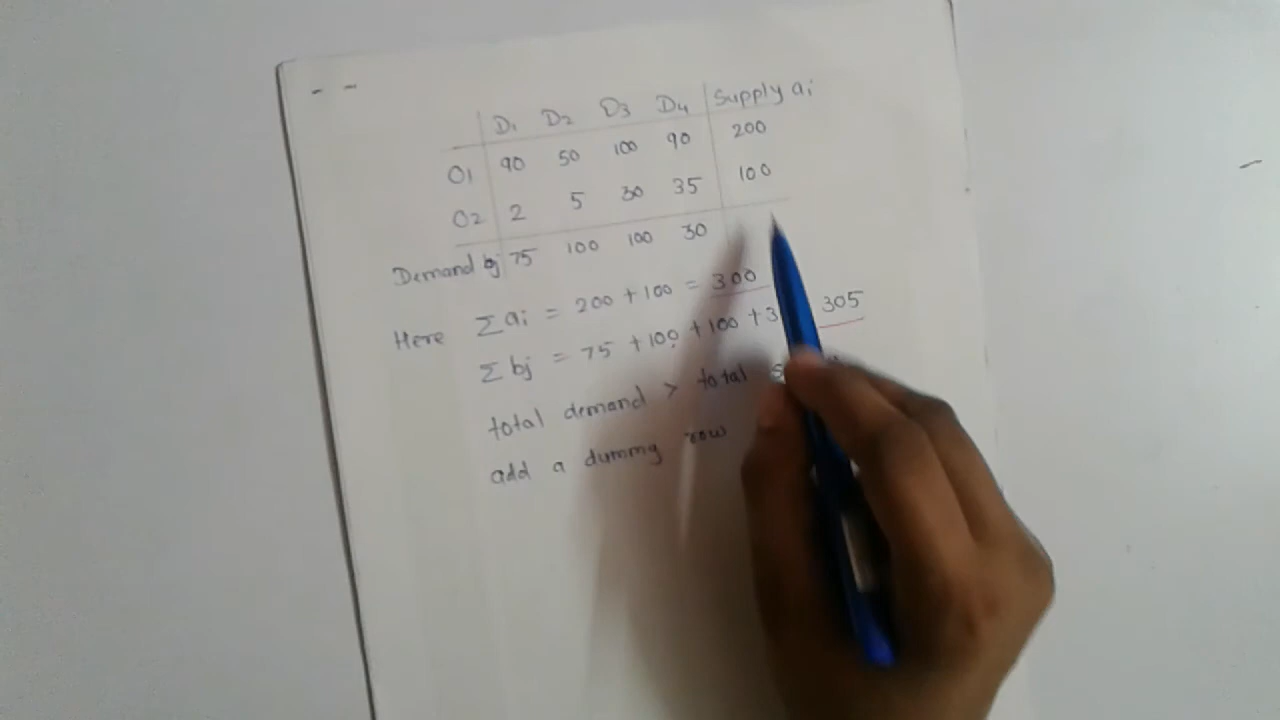 D1 D2 D3 D4 Supply ai
O1 90 50 100 90 200
O2 2 5 30 35 100
Demand bj 75 100 100 30
Here Σai = 200 + 100 = 300
Σbj = 75 + 100 + 100 + 3 305
total demand > total
add a dummy row